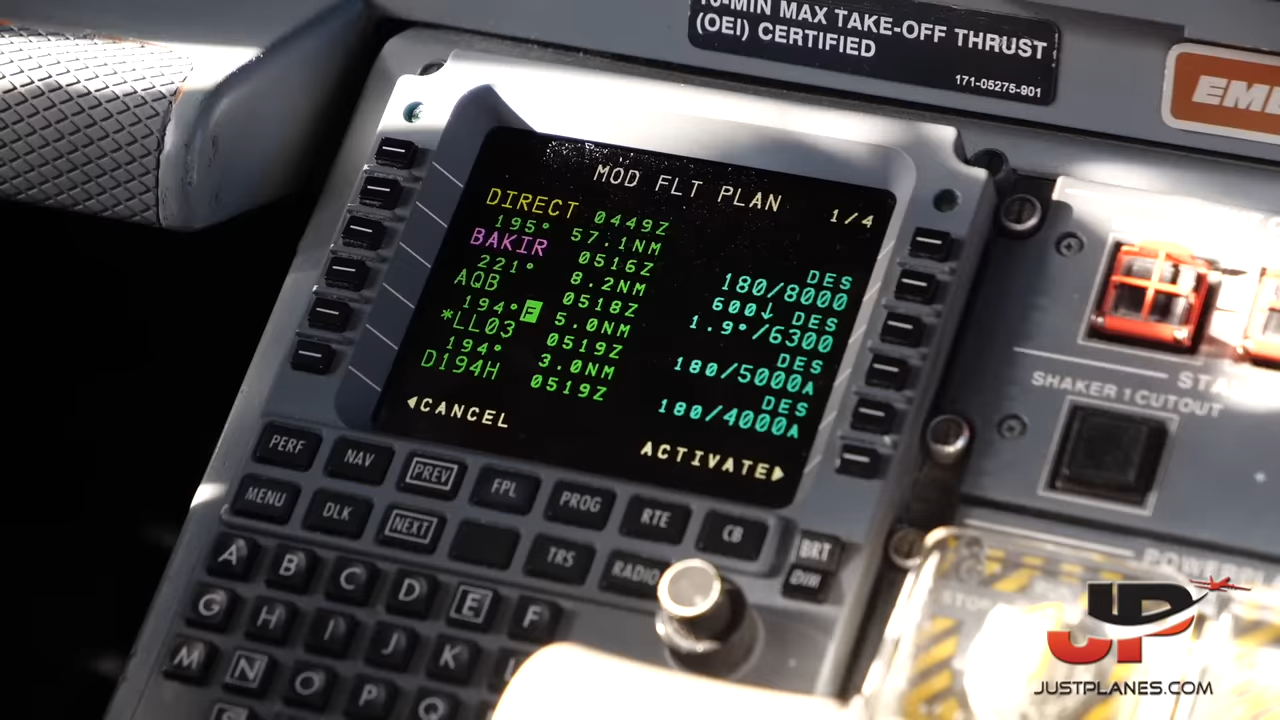 10-MIN MAX TAKE-OFF THRUST
(OEI) CERTIFIED
171-05275-901
MOD FLT PLAN
1/4
DIRECT 0449Z
195° 57.1NM
BAKIR 0516Z DES
221° 8.2NM 180/8000
AQB 0518Z 600↓ DES
194° F 5.0NM 1.9°/6300
*LL03 0519Z DES
194° 3.0NM 180/5000A
D194H 0519Z DES
180/4000A
◀CANCEL
ACTIVATE▶
SHAKER 1 CUTOUT
PERF NAV PREV FPL PROG RTE CB
MENU DLK NEXT TRS RADIO
BRT
DIM
A B C D E F
G H I J K
M N O P Q
JP
JUSTPLANES.COM